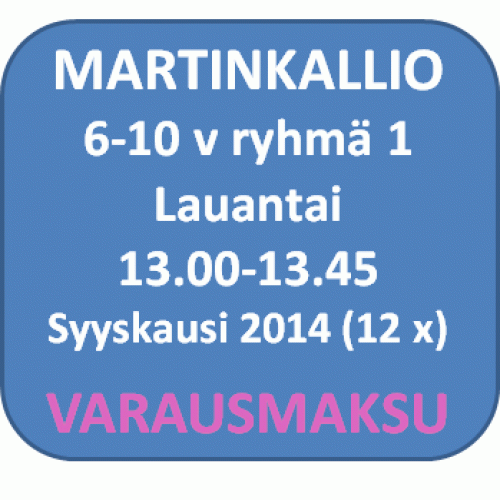 MARTINKALLIO
6-10 v ryhmä 1
Lauantai
13.00-13.45
Syyskausi 2014 (12 x)
VARAUSMAKSU